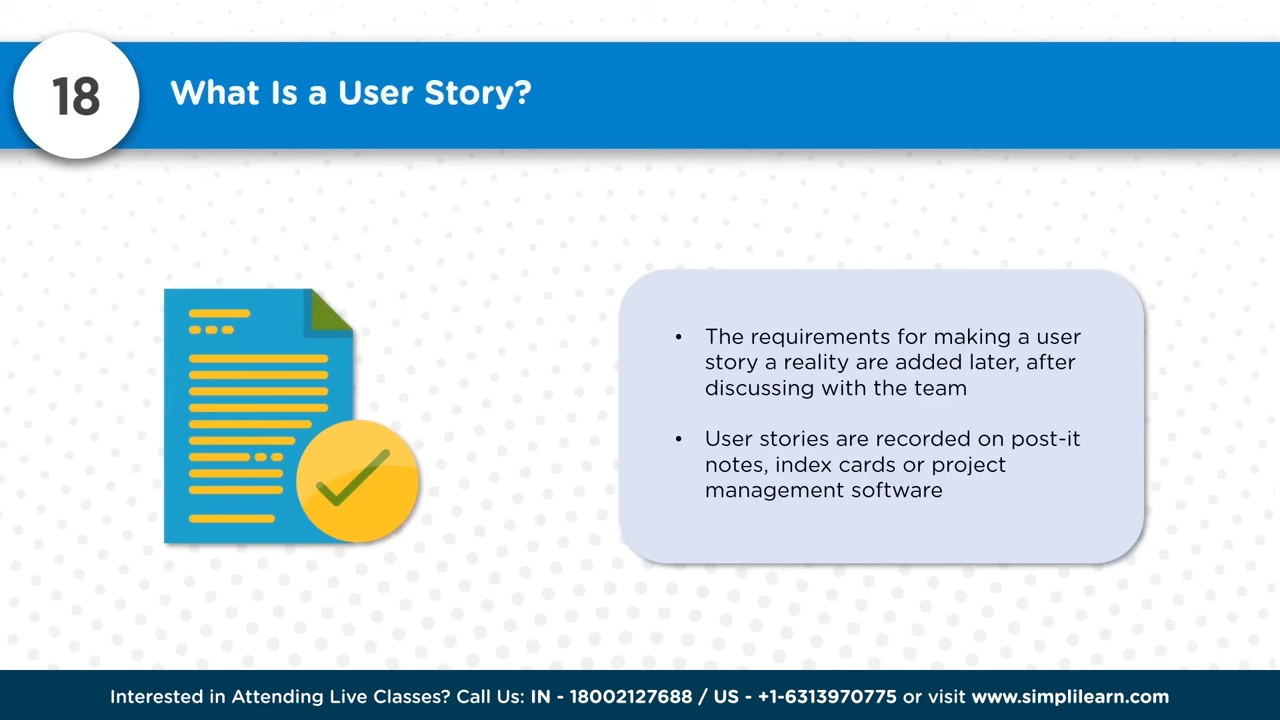 18
What Is a User Story?
• The requirements for making a user
story a reality are added later, after
discussing with the team
• User stories are recorded on post-it
notes, index cards or project
management software
Interested in Attending Live Classes? Call Us: IN - 18002127688 / US - +1-6313970775 or visit www.simplilearn.com